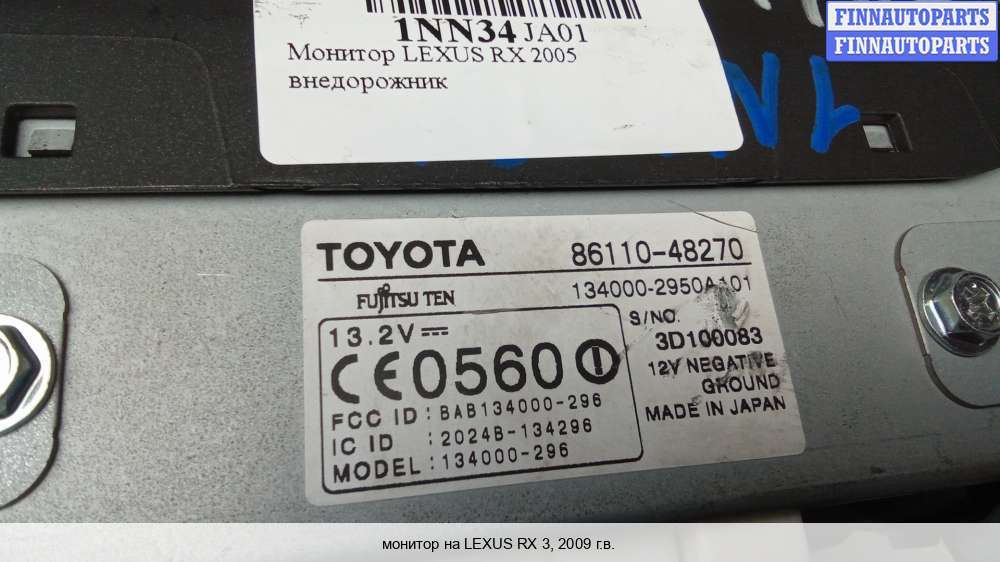 FINNAUTOPARTS
FINNAUTOPARTS
1NN34 JA01
Монитор LEXUS RX 2005
внедорожник
TOYOTA 86110-48270
FUJITSU TEN 134000-2950A101
13.2V
S/NO.
3D100083
CE0560
12V NEGATIVE
GROUND
MADE IN JAPAN
FCC ID : BAB134000-296
IC ID : 2024B-134296
MODEL : 134000-296
монитор на LEXUS RX 3, 2009 г.в.